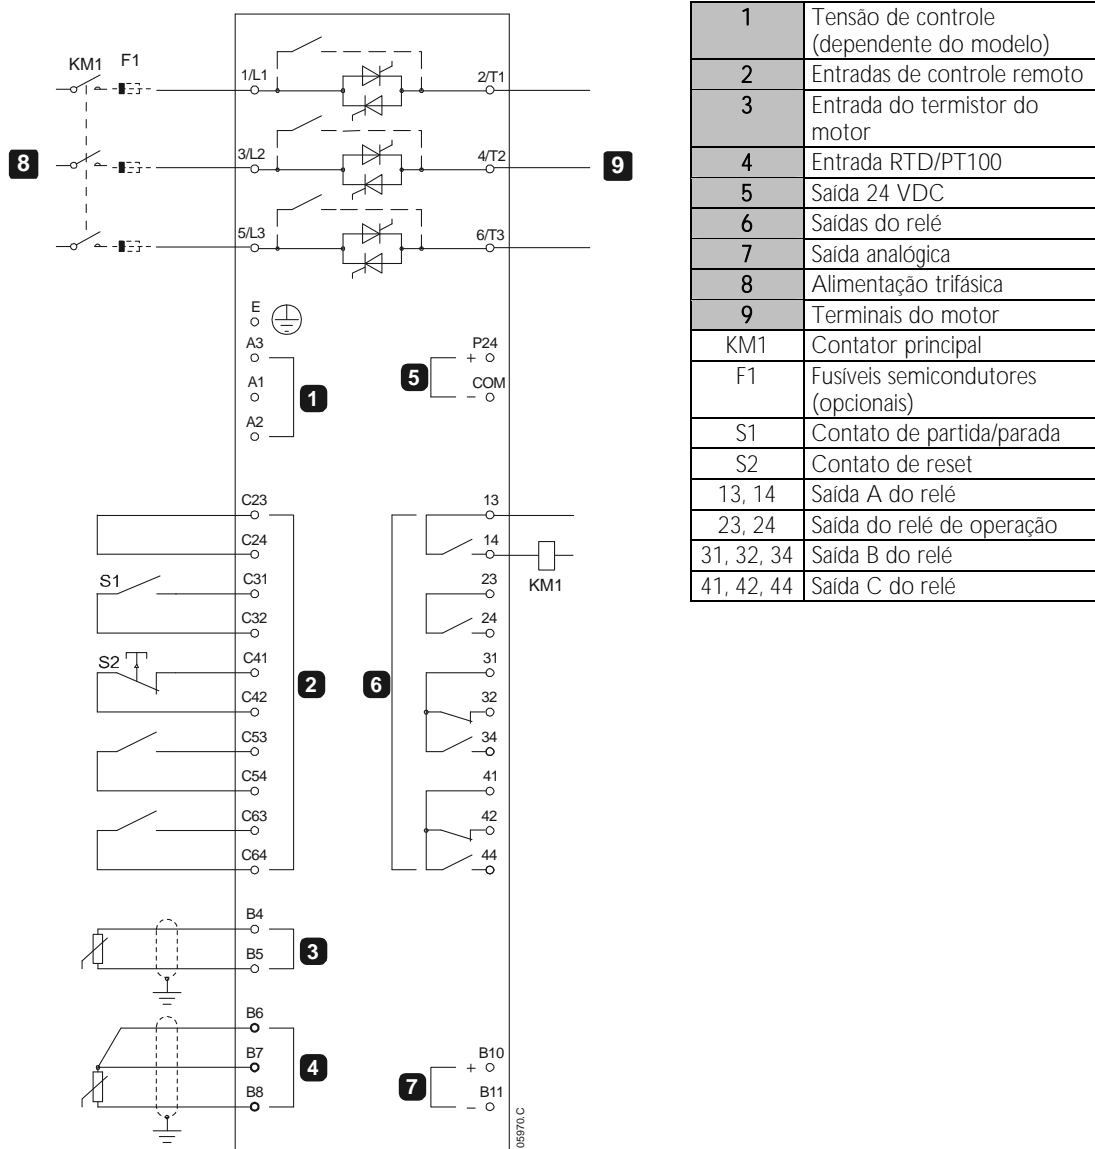 KM1 F1
1/L1 2/T1
8 3/L2 4/T2 9
5/L3 6/T3
E
A3 P24
+
A1 1 5 COM
–
A2
C23 13
C24 14
KM1
S1 C31 23
C32 24
S2 C41 31
2 6
C42 32
C53 34
C54 41
C63 42
C64 44
B4
3
B5
B6
B7 4 B10
+
7
B8 B11
–
05970.C
1 Tensão de controle
(dependente do modelo)
2 Entradas de controle remoto
3 Entrada do termistor do
motor
4 Entrada RTD/PT100
5 Saída 24 VDC
6 Saídas do relé
7 Saída analógica
8 Alimentação trifásica
9 Terminais do motor
KM1 Contator principal
F1 Fusíveis semicondutores
(opcionais)
S1 Contato de partida/parada
S2 Contato de reset
13, 14 Saída A do relé
23, 24 Saída do relé de operação
31, 32, 34 Saída B do relé
41, 42, 44 Saída C do relé